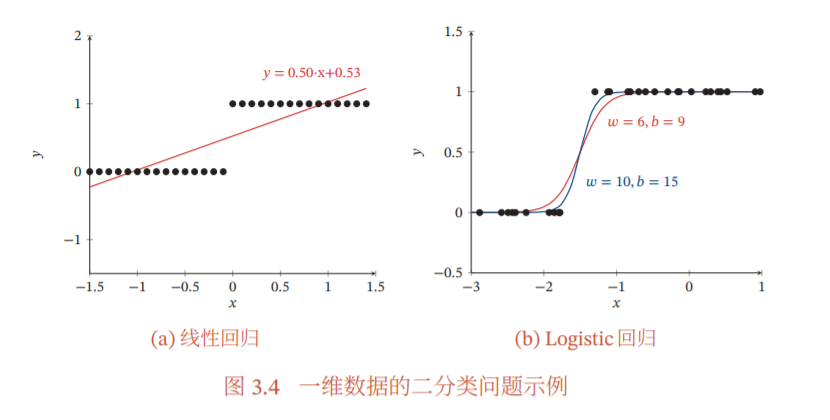 2
1
0
−1
y
−1.5 −1 −0.5 0 0.5 1 1.5
x
y = 0.50·x+0.53
(a) 线性回归
1.5
1
0.5
0
−0.5
y
−3 −2 −1 0 1
x
w = 6, b = 9
w = 10, b = 15
(b) Logistic 回归
图 3.4 一维数据的二分类问题示例